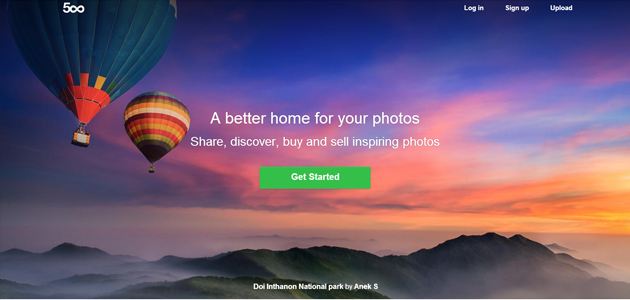 500
Log in
Sign up
Upload
A better home for your photos
Share, discover, buy and sell inspiring photos
Get Started
Doi Inthanon National park by Anek S